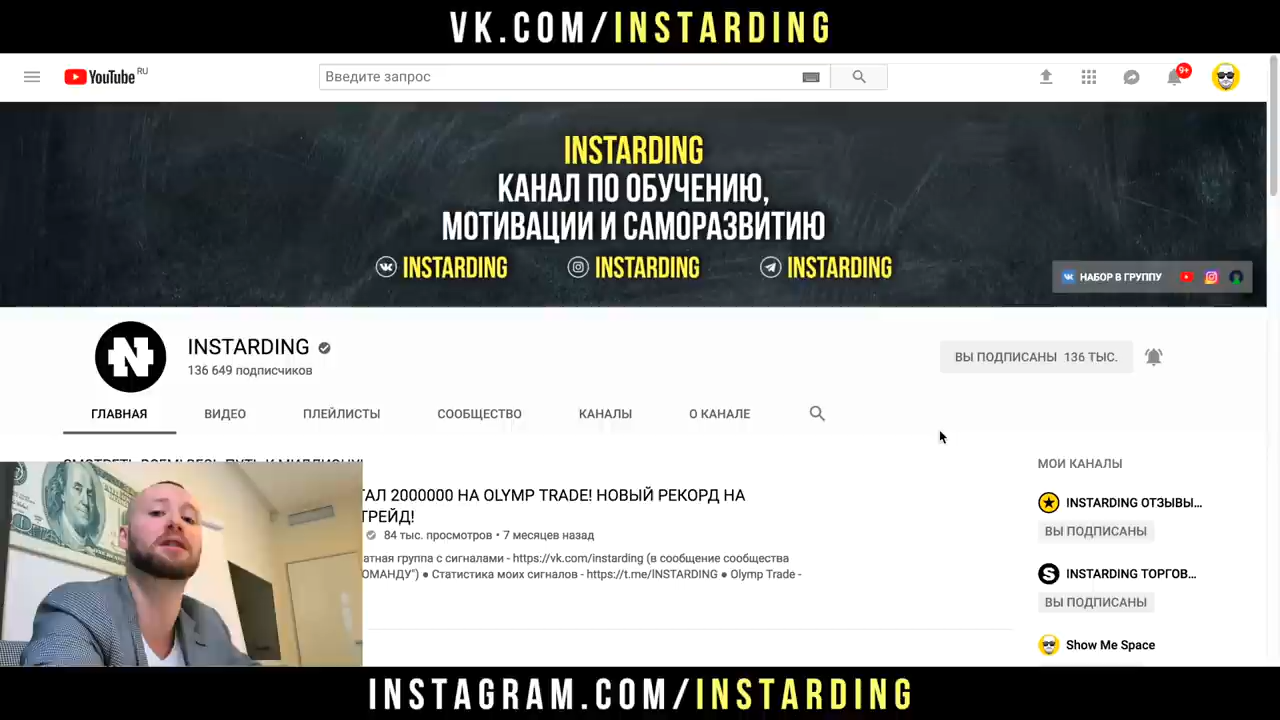 VK.COM/INSTARDING
YouTube RU
Введите запрос
9+
INSTARDING
КАНАЛ ПО ОБУЧЕНИЮ,
МОТИВАЦИИ И САМОРАЗВИТИЮ
INSTARDING INSTARDING INSTARDING
НАБОР В ГРУППУ
INSTARDING
136 649 подписчиков
ВЫ ПОДПИСАНЫ 136 ТЫС.
ГЛАВНАЯ ВИДЕО ПЛЕЙЛИСТЫ СООБЩЕСТВО КАНАЛЫ О КАНАЛЕ
МОИ КАНАЛЫ
ТАЛ 2000000 НА OLYMP TRADE! НОВЫЙ РЕКОРД НА
ТРЕЙД!
84 тыс. просмотров • 7 месяцев назад
атная группа с сигналами - https://vk.com/instarding (в сообщение сообщества
ОМАНДУ") ● Статистика моих сигналов - https://t.me/INSTARDING ● Olymp Trade -
INSTARDING ОТЗЫВЫ...
ВЫ ПОДПИСАНЫ
INSTARDING ТОРГОВ...
ВЫ ПОДПИСАНЫ
Show Me Space
INSTAGRAM.COM/INSTARDING